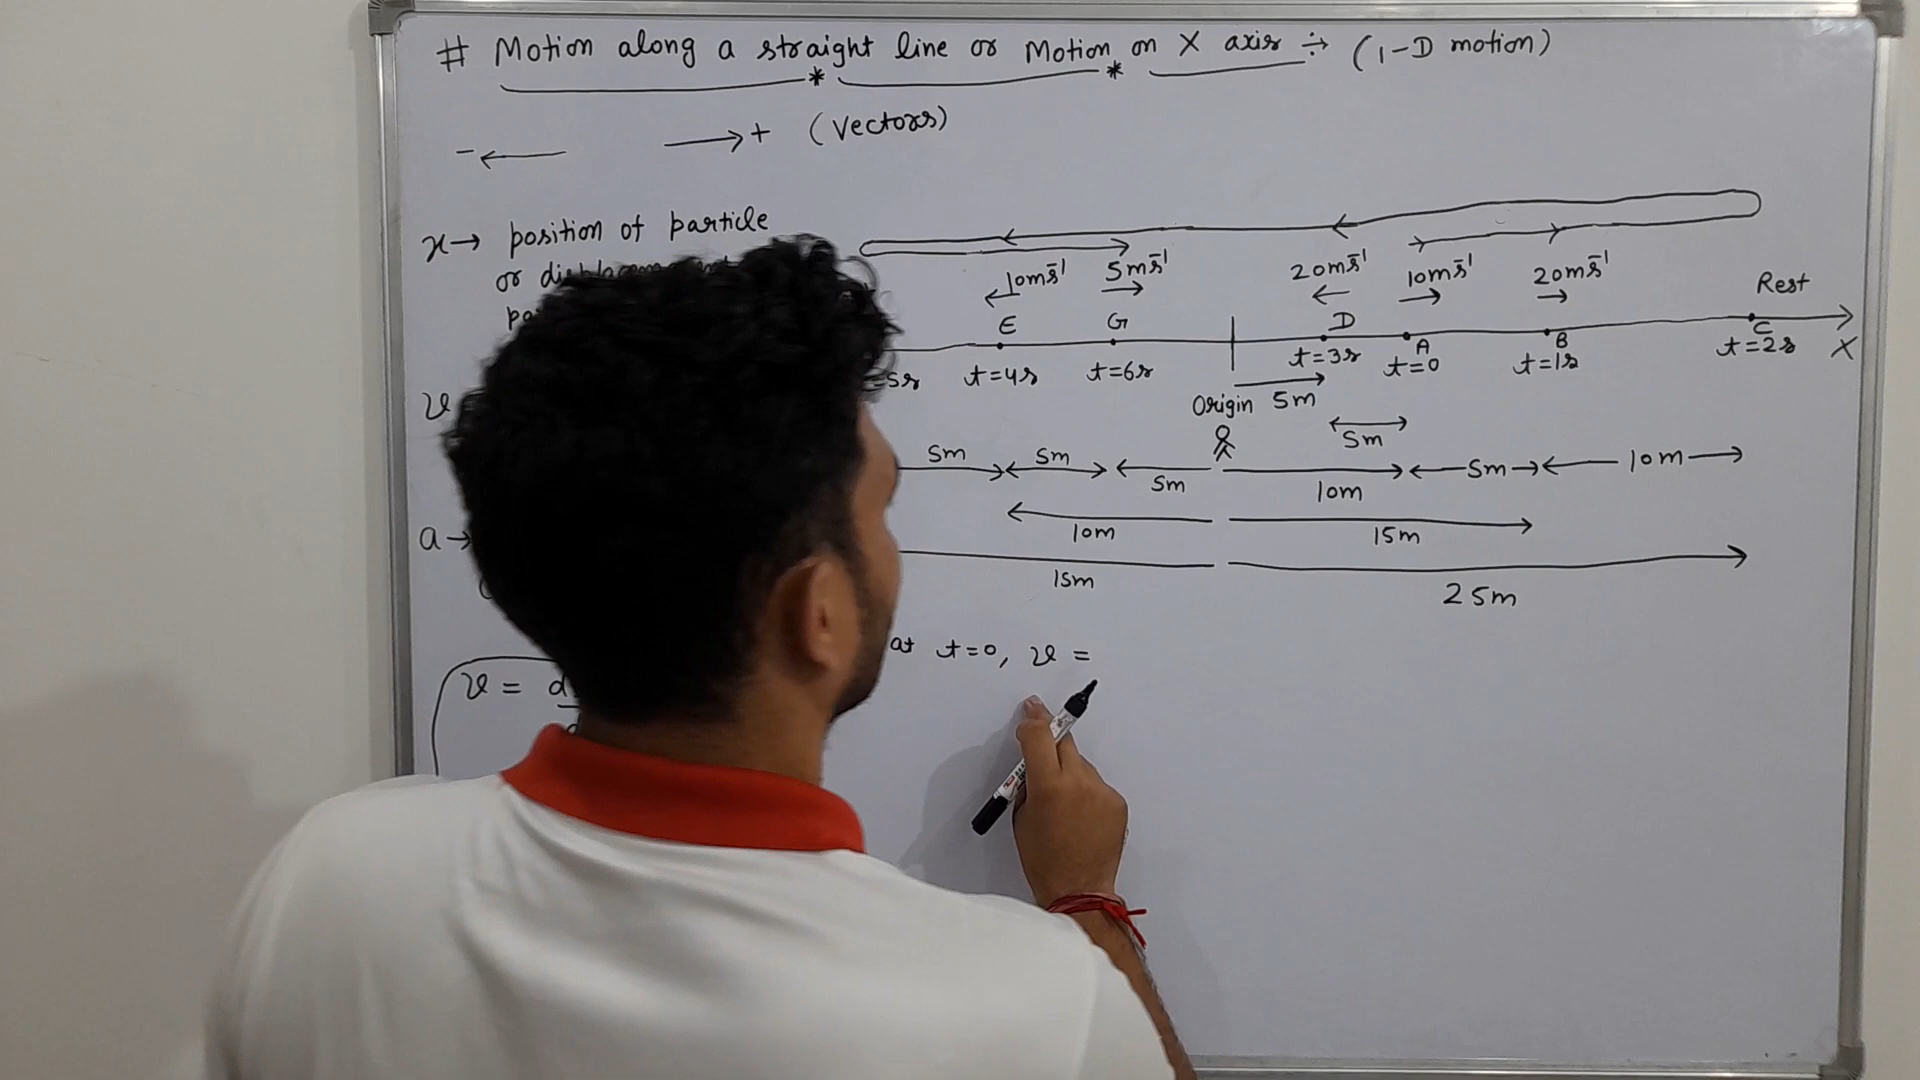 # Motion along a straight line or Motion on X axis ÷ (1-D motion)
- ← → + (Vectors)
x → position of particle
or
10ms⁻¹ 5ms⁻¹ 20ms⁻¹ 10ms⁻¹ 20ms⁻¹ Rest
E G D A B C
=5s t=4s t=6s t=3s t=0 t=1s t=2s X
v
Origin 5m
5m
5m 5m 5m 10m 5m 10m
a →
10m 15m
15m 25m
at t=0, v =
v = d